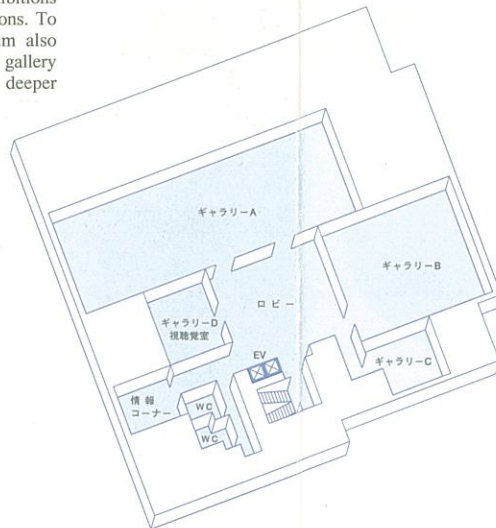 ions. To
um also
gallery
deeper
ギャラリーA
ギャラリーB
ロビー
ギャラリーD
視聴覚室
EV
ギャラリーC
情報
コーナー
WC
WC